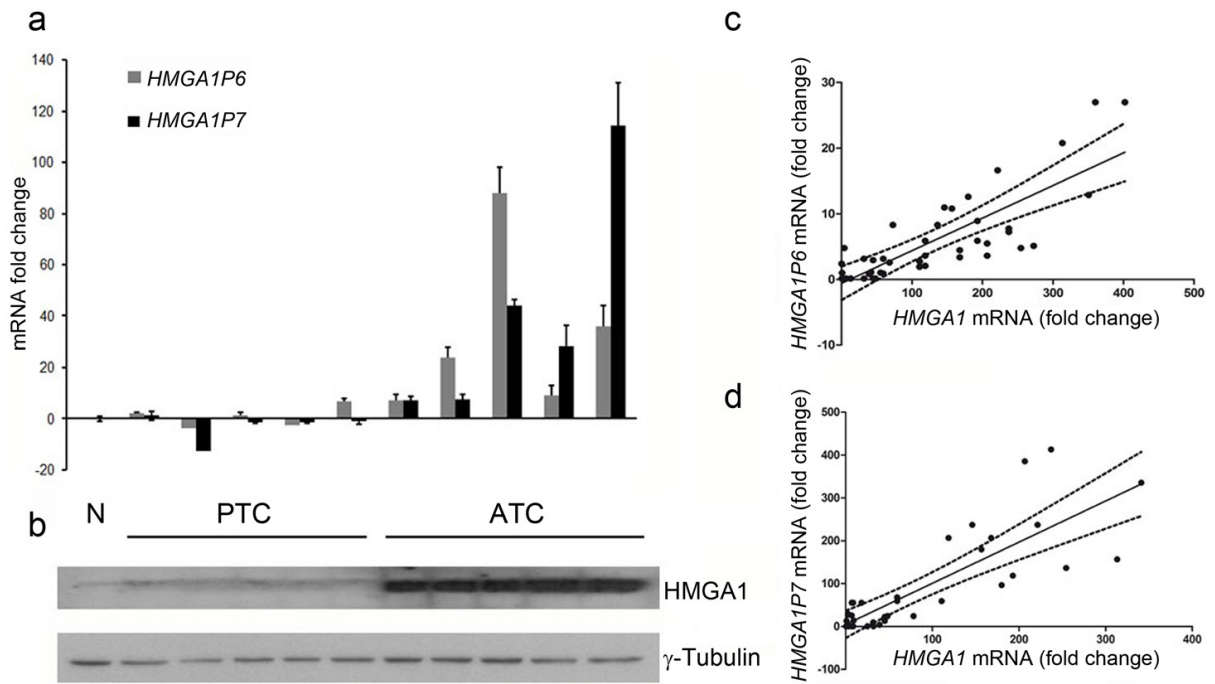 a
140
120
100
80
60
40
20
0
-20
mRNA fold change
HMGA1P6
HMGA1P7
b
N
PTC
ATC
HMGA1
γ-Tubulin
c
30
20
10
0
-10
100
200
300
400
500
HMGA1P6 mRNA (fold change)
HMGA1 mRNA (fold change)
d
500
400
300
200
100
0
-100
100
200
300
400
HMGA1P7 mRNA (fold change)
HMGA1 mRNA (fold change)